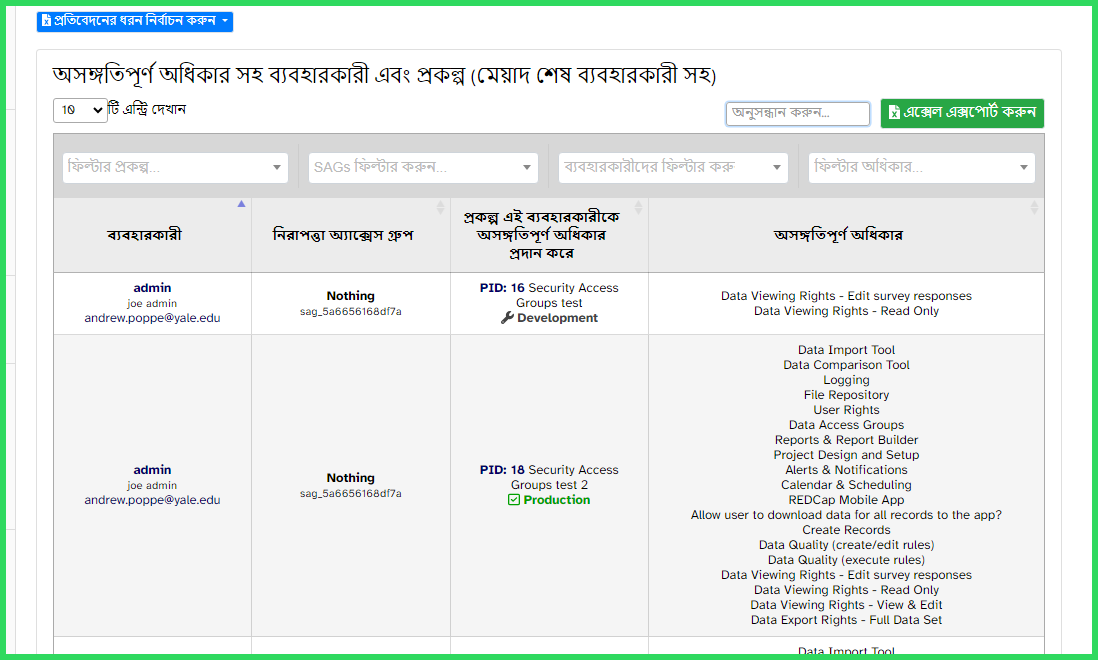 প্রতিবেদনের ধরন নির্বাচন করুন
অসঙ্গতিপূর্ণ অধিকার সহ ব্যবহারকারী এবং প্রকল্প (মেয়াদ শেষ ব্যবহারকারী সহ)
10 টি এন্ট্রি দেখান
অনুসন্ধান করুন...
এক্সেল এক্সপোর্ট করুন
ফিল্টার প্রকল্প...
SAGs ফিল্টার করুন...
ব্যবহারকারীদের ফিল্টার করু
ফিল্টার অধিকার...
ব্যবহারকারী
নিরাপত্তা অ্যাক্সেস গ্রুপ
প্রকল্প এই ব্যবহারকারীকে
অসঙ্গতিপূর্ণ অধিকার
প্রদান করে
অসঙ্গতিপূর্ণ অধিকার
admin
joe admin
andrew.poppe@yale.edu
Nothing
sag_5a6656168df7a
PID: 16 Security Access
Groups test
Development
Data Viewing Rights - Edit survey responses
Data Viewing Rights - Read Only
admin
joe admin
andrew.poppe@yale.edu
Nothing
sag_5a6656168df7a
PID: 18 Security Access
Groups test 2
Production
Data Import Tool
Data Comparison Tool
Logging
File Repository
User Rights
Data Access Groups
Reports & Report Builder
Project Design and Setup
Alerts & Notifications
Calendar & Scheduling
REDCap Mobile App
Allow user to download data for all records to the app?
Create Records
Data Quality (create/edit rules)
Data Quality (execute rules)
Data Viewing Rights - Edit survey responses
Data Viewing Rights - Read Only
Data Viewing Rights - View & Edit
Data Export Rights - Full Data Set
Data Import Tool